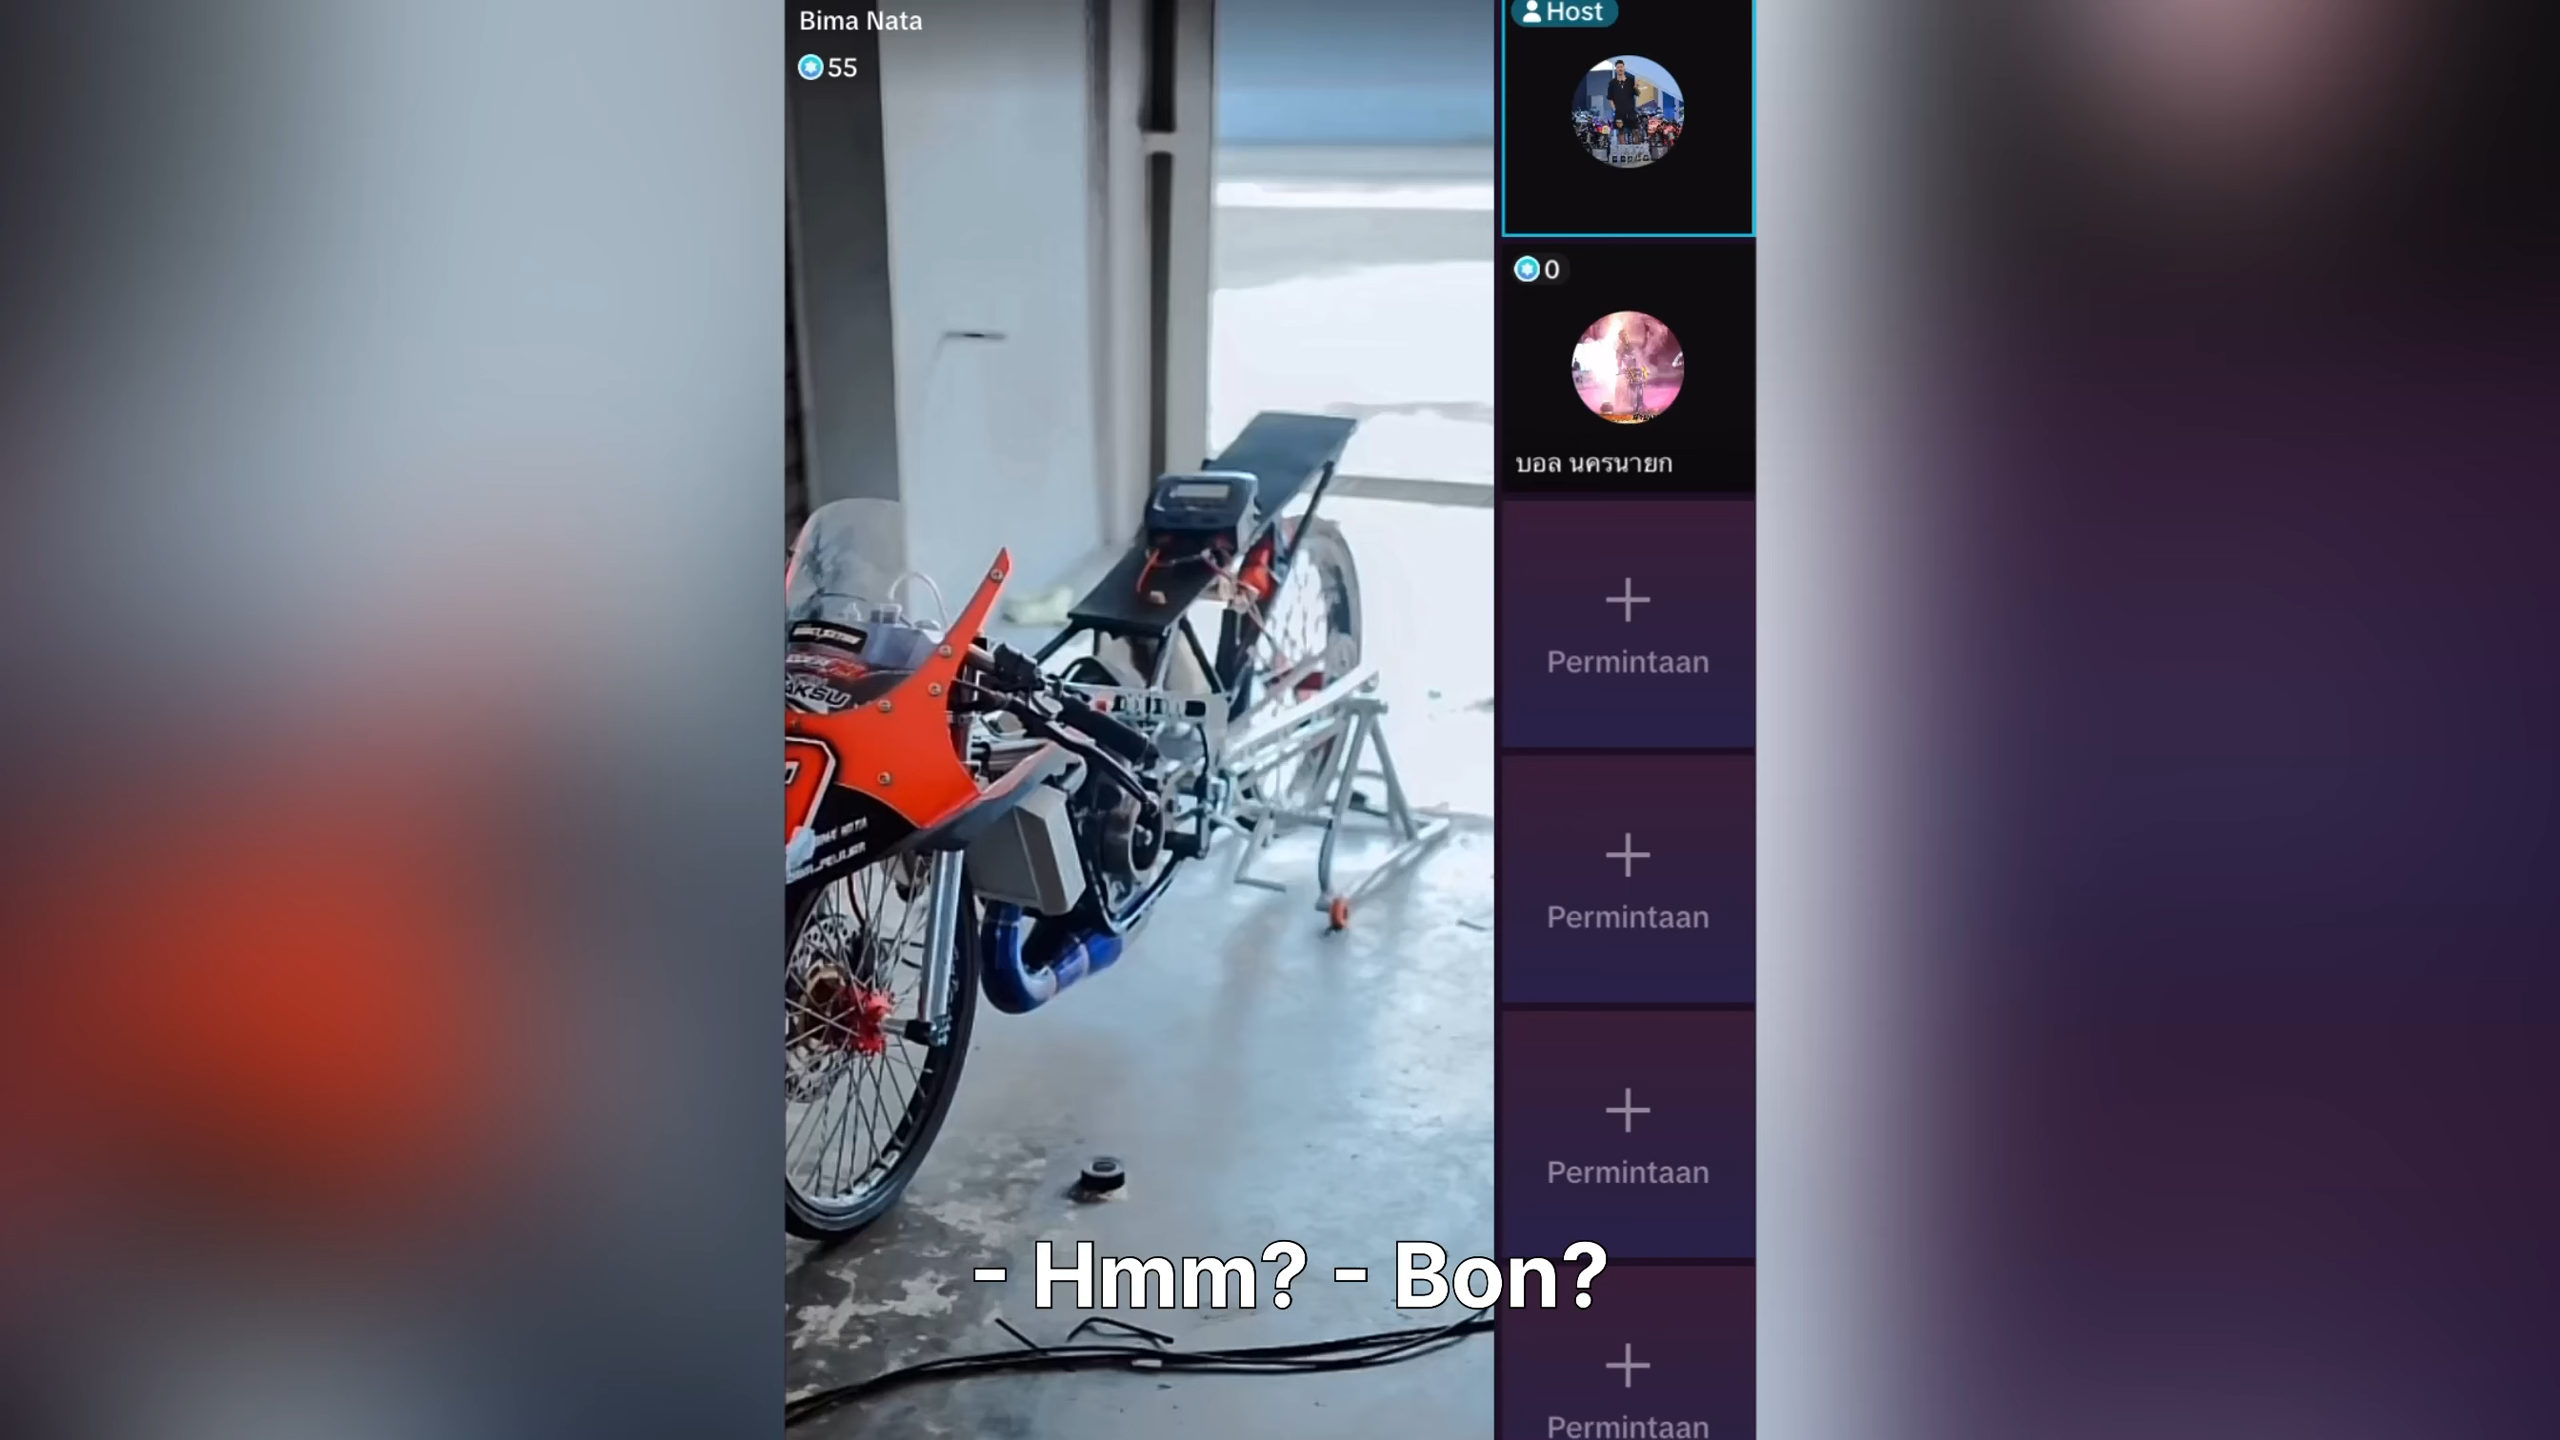 Bima Nata
55
Host
0
บอล นครนายก
Permintaan
Permintaan
Permintaan
Permintaan
- Hmm? - Bon?